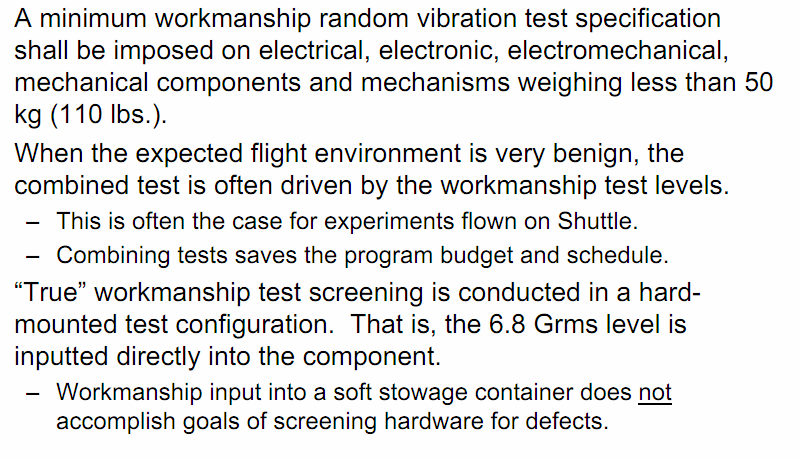 A minimum workmanship random vibration test specification
shall be imposed on electrical, electronic, electromechanical,
mechanical components and mechanisms weighing less than 50
kg (110 lbs.).
When the expected flight environment is very benign, the
combined test is often driven by the workmanship test levels.
– This is often the case for experiments flown on Shuttle.
– Combining tests saves the program budget and schedule.
“True” workmanship test screening is conducted in a hard-
mounted test configuration.  That is, the 6.8 Grms level is
inputted directly into the component.
– Workmanship input into a soft stowage container does not
accomplish goals of screening hardware for defects.